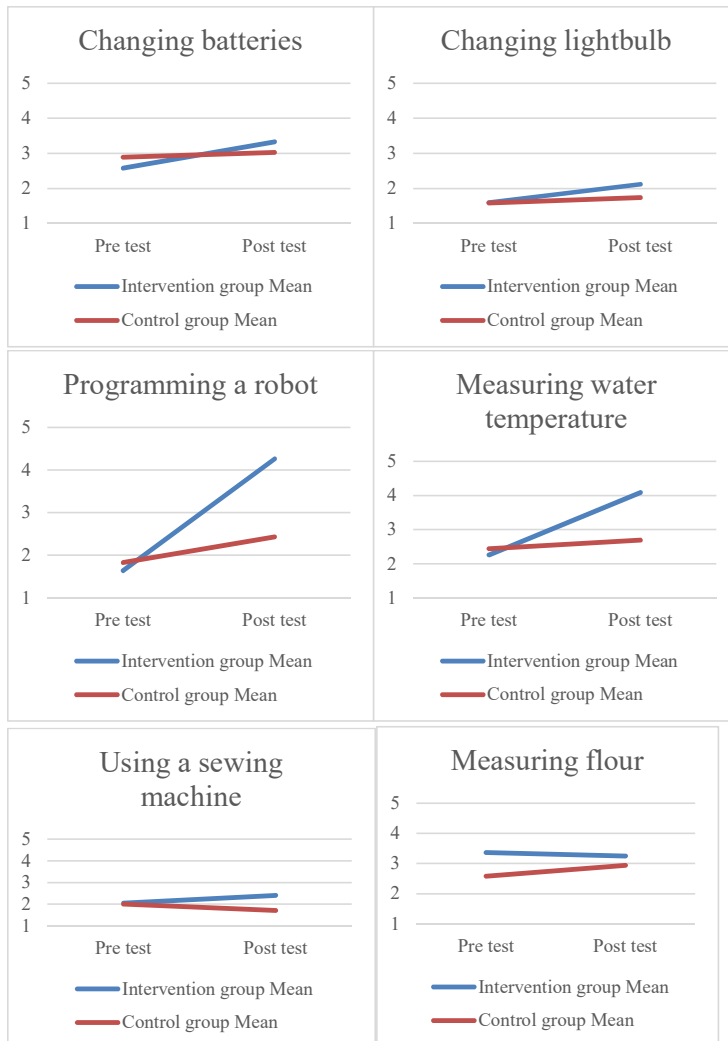 Changing batteries
5
4
3
2
1
Pre test Post test
Intervention group Mean
Control group Mean
Changing lightbulb
5
4
3
2
1
Pre test Post test
Intervention group Mean
Control group Mean
Programming a robot
5
4
3
2
1
Pre test Post test
Intervention group Mean
Control group Mean
Measuring water
temperature
5
4
3
2
1
Pre test Post test
Intervention group Mean
Control group Mean
Using a sewing
machine
5
4
3
2
1
Pre test Post test
Intervention group Mean
Control group Mean
Measuring flour
5
4
3
2
1
Pre test Post test
Intervention group Mean
Control group Mean